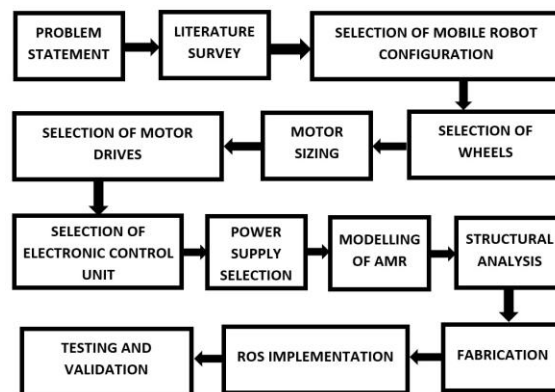 PROBLEM
STATEMENT
LITERATURE
SURVEY
SELECTION OF MOBILE ROBOT
CONFIGURATION
SELECTION OF
WHEELS
MOTOR
SIZING
SELECTION OF MOTOR
DRIVES
SELECTION OF
ELECTRONIC CONTROL
UNIT
POWER
SUPPLY
SELECTION
MODELLING
OF AMR
STRUCTURAL
ANALYSIS
FABRICATION
ROS IMPLEMENTATION
TESTING AND
VALIDATION